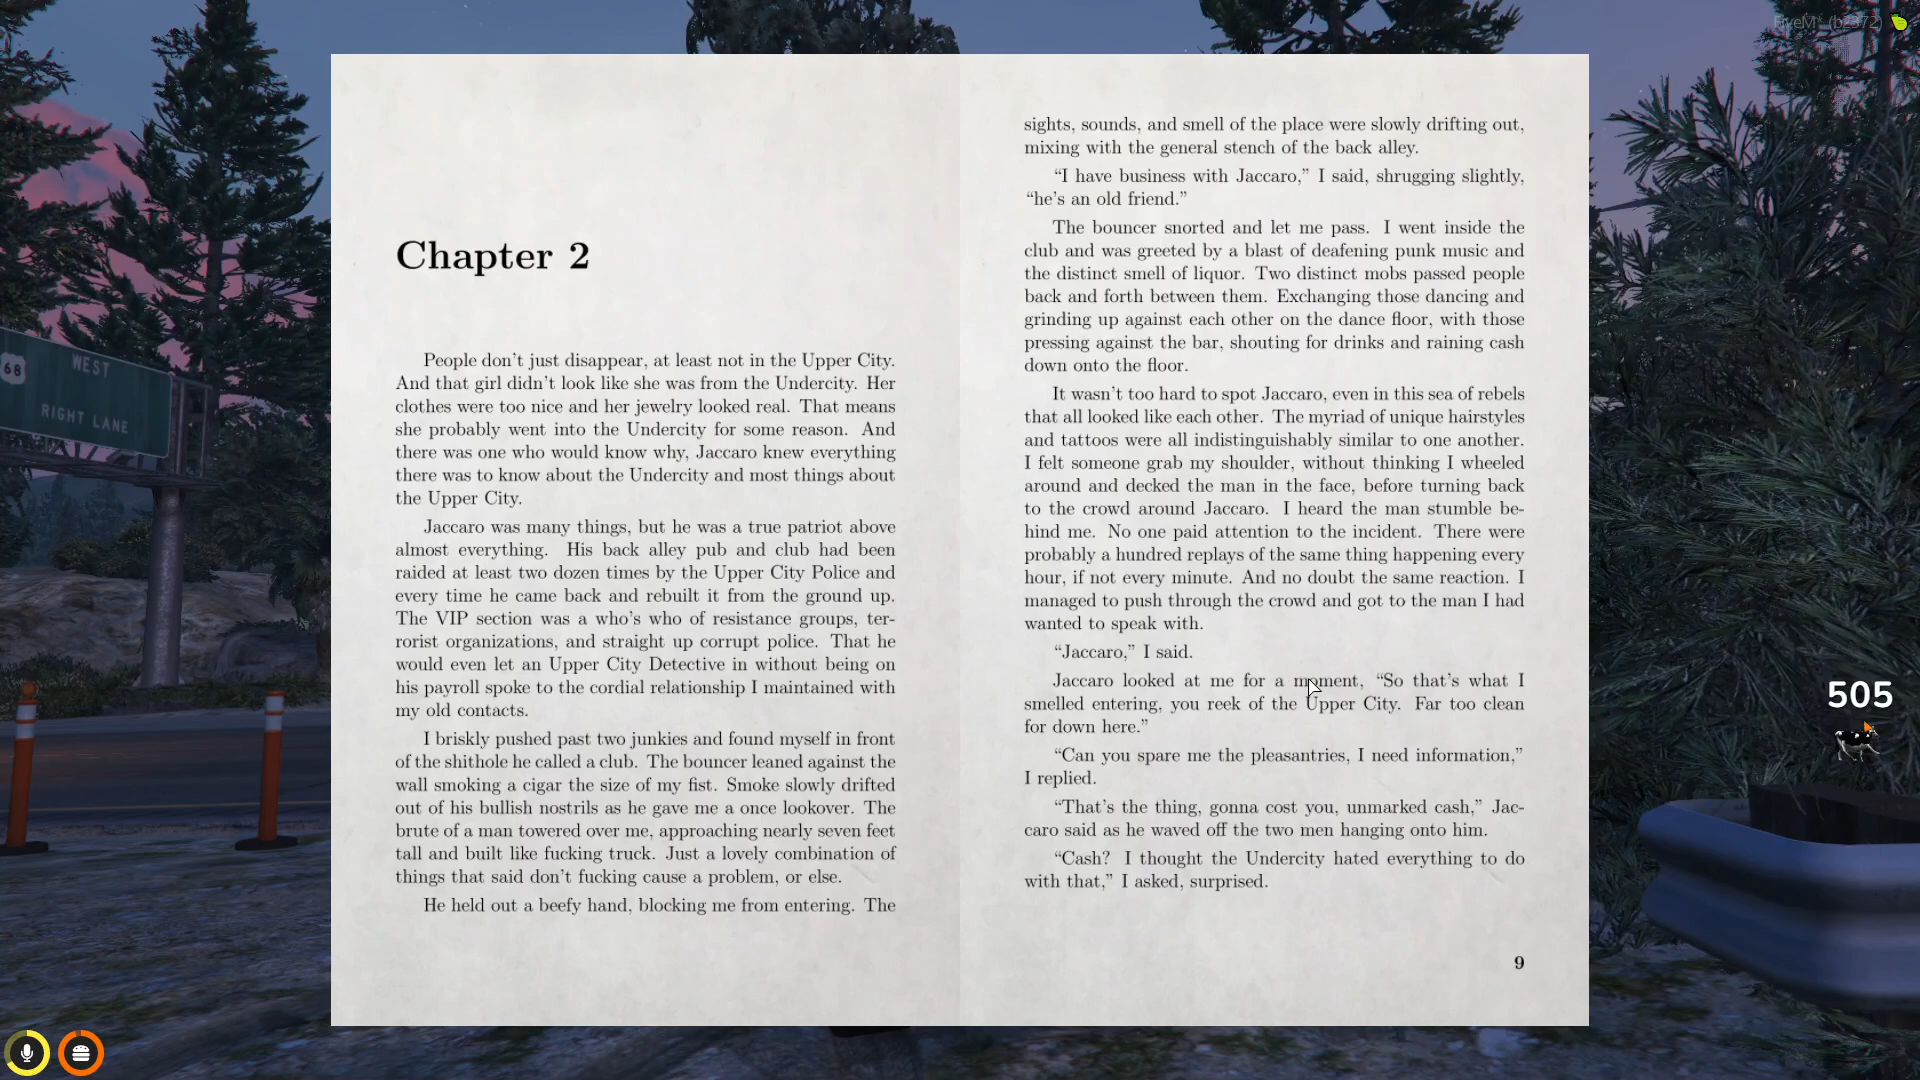 FiveM* (b2372)
68
WEST
RIGHT LANE
Chapter 2
People don't just disappear, at least not in the Upper City.
And that girl didn't look like she was from the Undercity. Her
clothes were too nice and her jewelry looked real. That means
she probably went into the Undercity for some reason. And
there was one who would know why, Jaccaro knew everything
there was to know about the Undercity and most things about
the Upper City.
Jaccaro was many things, but he was a true patriot above
almost everything. His back alley pub and club had been
raided at least two dozen times by the Upper City Police and
every time he came back and rebuilt it from the ground up.
The VIP section was a who's who of resistance groups, ter-
rorist organizations, and straight up corrupt police. That he
would even let an Upper City Detective in without being on
his payroll spoke to the cordial relationship I maintained with
my old contacts.
I briskly pushed past two junkies and found myself in front
of the shithole he called a club. The bouncer leaned against the
wall smoking a cigar the size of my fist. Smoke slowly drifted
out of his bullish nostrils as he gave me a once lookover. The
brute of a man towered over me, approaching nearly seven feet
tall and built like fucking truck. Just a lovely combination of
things that said don't fucking cause a problem, or else.
He held out a beefy hand, blocking me from entering. The
sights, sounds, and smell of the place were slowly drifting out,
mixing with the general stench of the back alley.
“I have business with Jaccaro,” I said, shrugging slightly,
“he's an old friend.”
The bouncer snorted and let me pass. I went inside the
club and was greeted by a blast of deafening punk music and
the distinct smell of liquor. Two distinct mobs passed people
back and forth between them. Exchanging those dancing and
grinding up against each other on the dance floor, with those
pressing against the bar, shouting for drinks and raining cash
down onto the floor.
It wasn't too hard to spot Jaccaro, even in this sea of rebels
that all looked like each other. The myriad of unique hairstyles
and tattoos were all indistinguishably similar to one another.
I felt someone grab my shoulder, without thinking I wheeled
around and decked the man in the face, before turning back
to the crowd around Jaccaro. I heard the man stumble be-
hind me. No one paid attention to the incident. There were
probably a hundred replays of the same thing happening every
hour, if not every minute. And no doubt the same reaction. I
managed to push through the crowd and got to the man I had
wanted to speak with.
“Jaccaro,” I said.
Jaccaro looked at me for a moment, “So that's what I
smelled entering, you reek of the Upper City. Far too clean
for down here.”
“Can you spare me the pleasantries, I need information,”
I replied.
“That's the thing, gonna cost you, unmarked cash,” Jac-
caro said as he waved off the two men hanging onto him.
“Cash? I thought the Undercity hated everything to do
with that,” I asked, surprised.
9
505